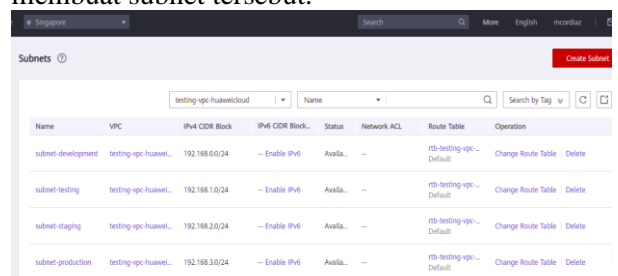 membuat subnet tersebut.
Singapore Search More English mcordiaz
Subnets Create Subnet
testing-vpc-huaweicloud Name Search by Tag
Name VPC IPv4 CIDR Block IPv6 CIDR Block... Status Network ACL Route Table Operation
subnet-development testing-vpc-huawei... 192.168.0.0/24 -- Enable IPv6 Availa... -- rtb-testing-vpc-... Change Route Table Delete
Default
subnet-testing testing-vpc-huawei... 192.168.1.0/24 -- Enable IPv6 Availa... -- rtb-testing-vpc-... Change Route Table Delete
Default
subnet-staging testing-vpc-huawei... 192.168.2.0/24 -- Enable IPv6 Availa... -- rtb-testing-vpc-... Change Route Table Delete
Default
subnet-production testing-vpc-huawei... 192.168.3.0/24 -- Enable IPv6 Availa... -- rtb-testing-vpc-... Change Route Table Delete
Default